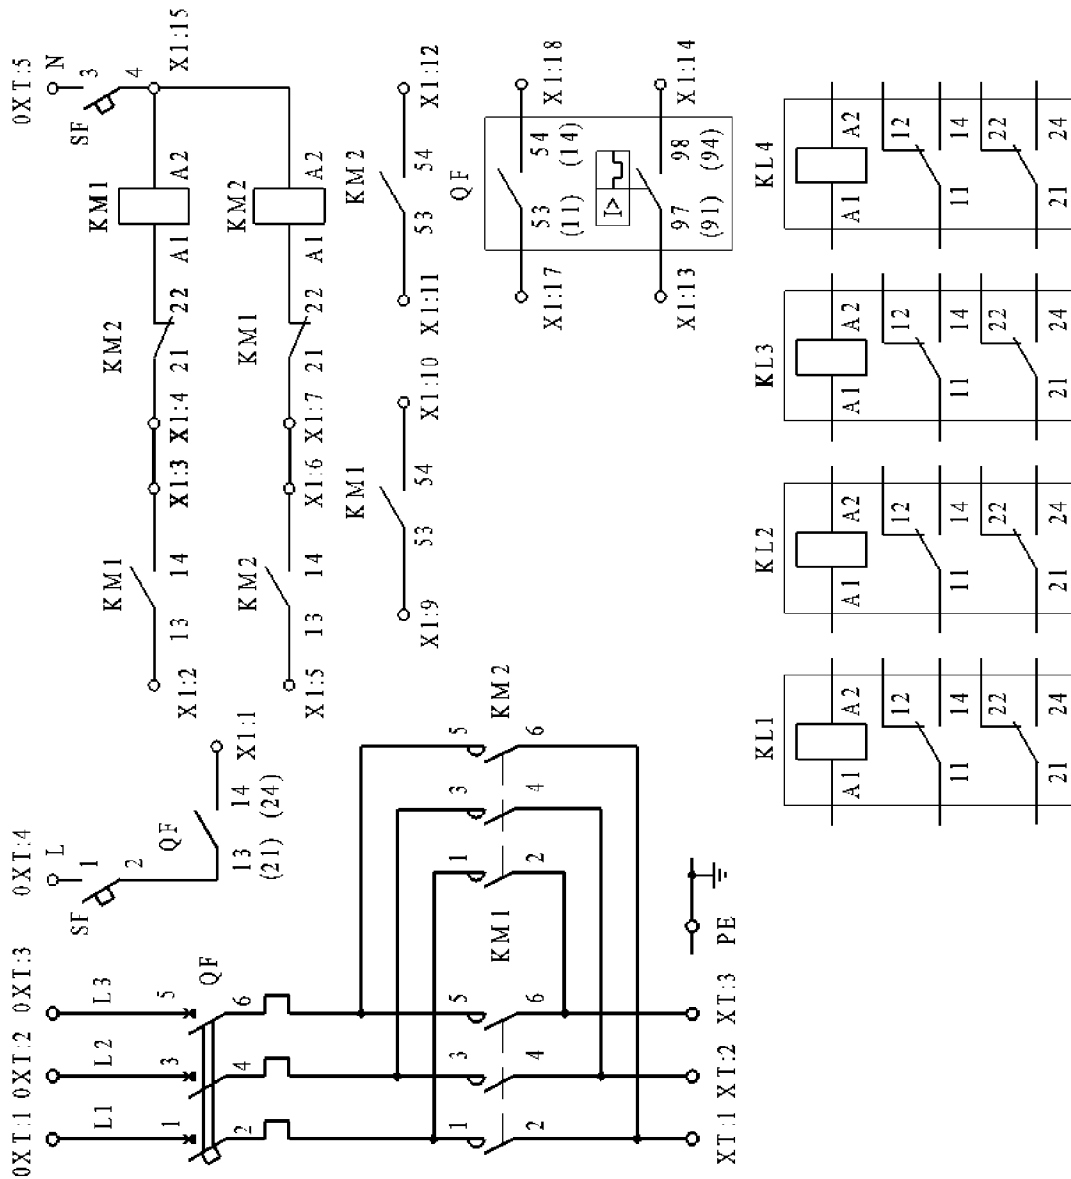 0XT:1 0XT:2 0XT:3 0XT:4 0XT:5
L N
SF 1 SF 3
L1 L2 L3
2 4
KM1 KM2 KM1
1 3 5 QF X1:15
X1:2 13 14 X1:3 X1:4 21 22 A1 A2
QF
2 4 6 13 14 X1:1
(21) (24)
KM2 KM1 KM2
X1:5 13 14 X1:6 X1:7 21 22 A1 A2
KM1 KM2
53 54 53 54
X1:9 X1:10 X1:11 X1:12
1 3 5 1 3 5
QF
KM1 KM2
2 4 6 2 4 6
53 54
X1:17 (11) (14) X1:18
I>
97 98
X1:13 (91) (94) X1:14
XT:1 XT:2 XT:3 PE
KL1 KL2 KL3 KL4
A1 A2 A1 A2 A1 A2 A1 A2
12 12 12 12
11 14 11 14 11 14 11 14
22 22 22 22
21 24 21 24 21 24 21 24